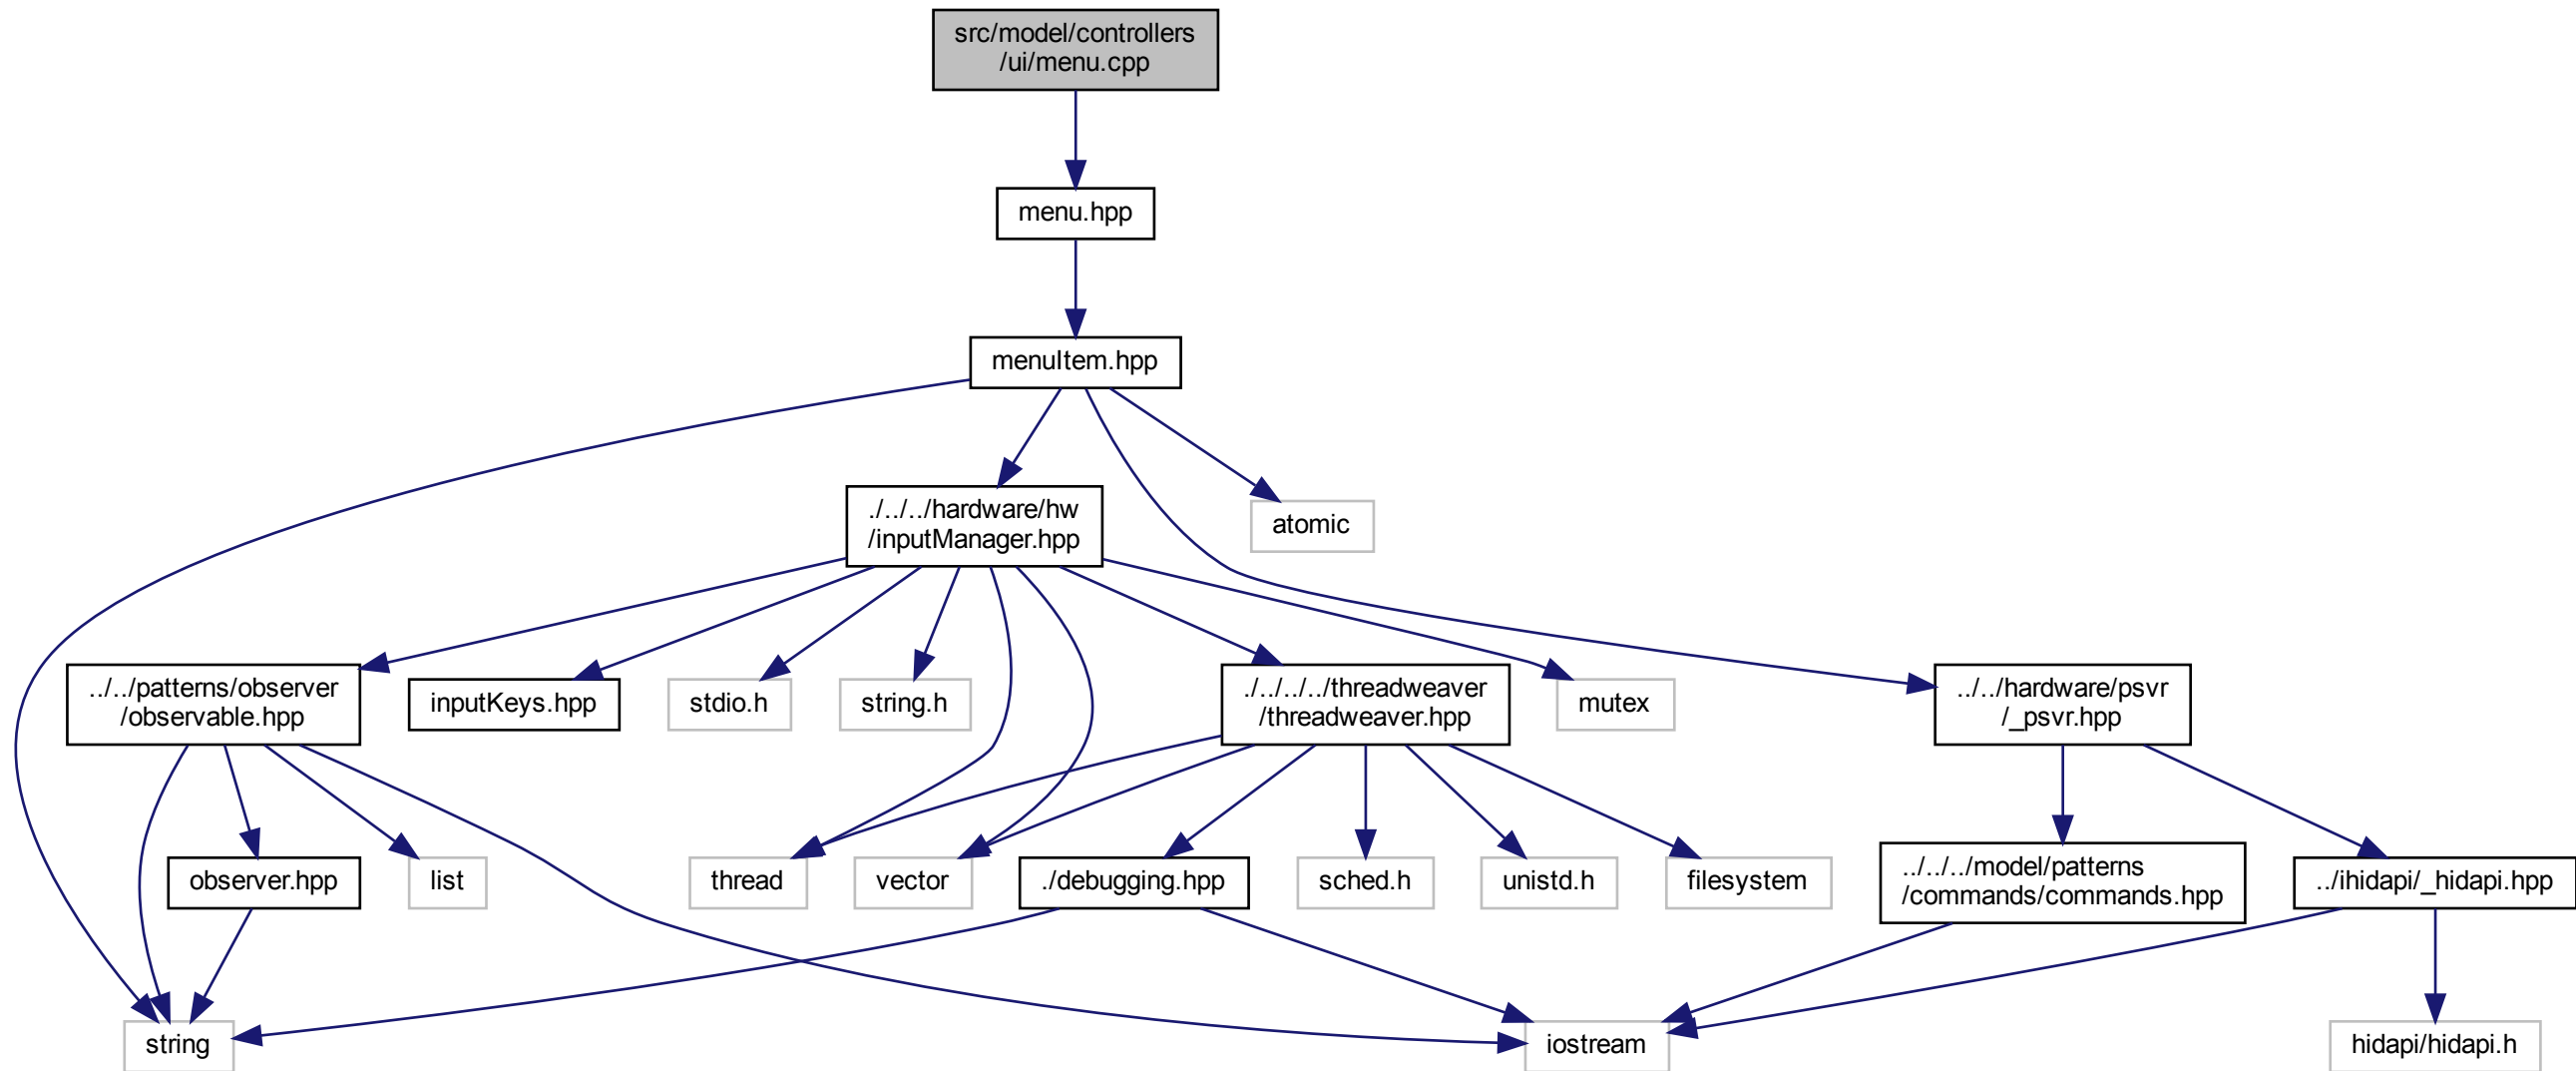 src/model/controllers
/ui/menu.cpp
menu.hpp
menuItem.hpp
./../../hardware/hw
/inputManager.hpp
atomic
../../patterns/observer
/observable.hpp
inputKeys.hpp
stdio.h
string.h
./../../../threadweaver
/threadweaver.hpp
mutex
../../hardware/psvr
/_psvr.hpp
observer.hpp
list
thread
vector
./debugging.hpp
sched.h
unistd.h
filesystem
../../../model/patterns
/commands/commands.hpp
../ihidapi/_hidapi.hpp
string
iostream
hidapi/hidapi.h